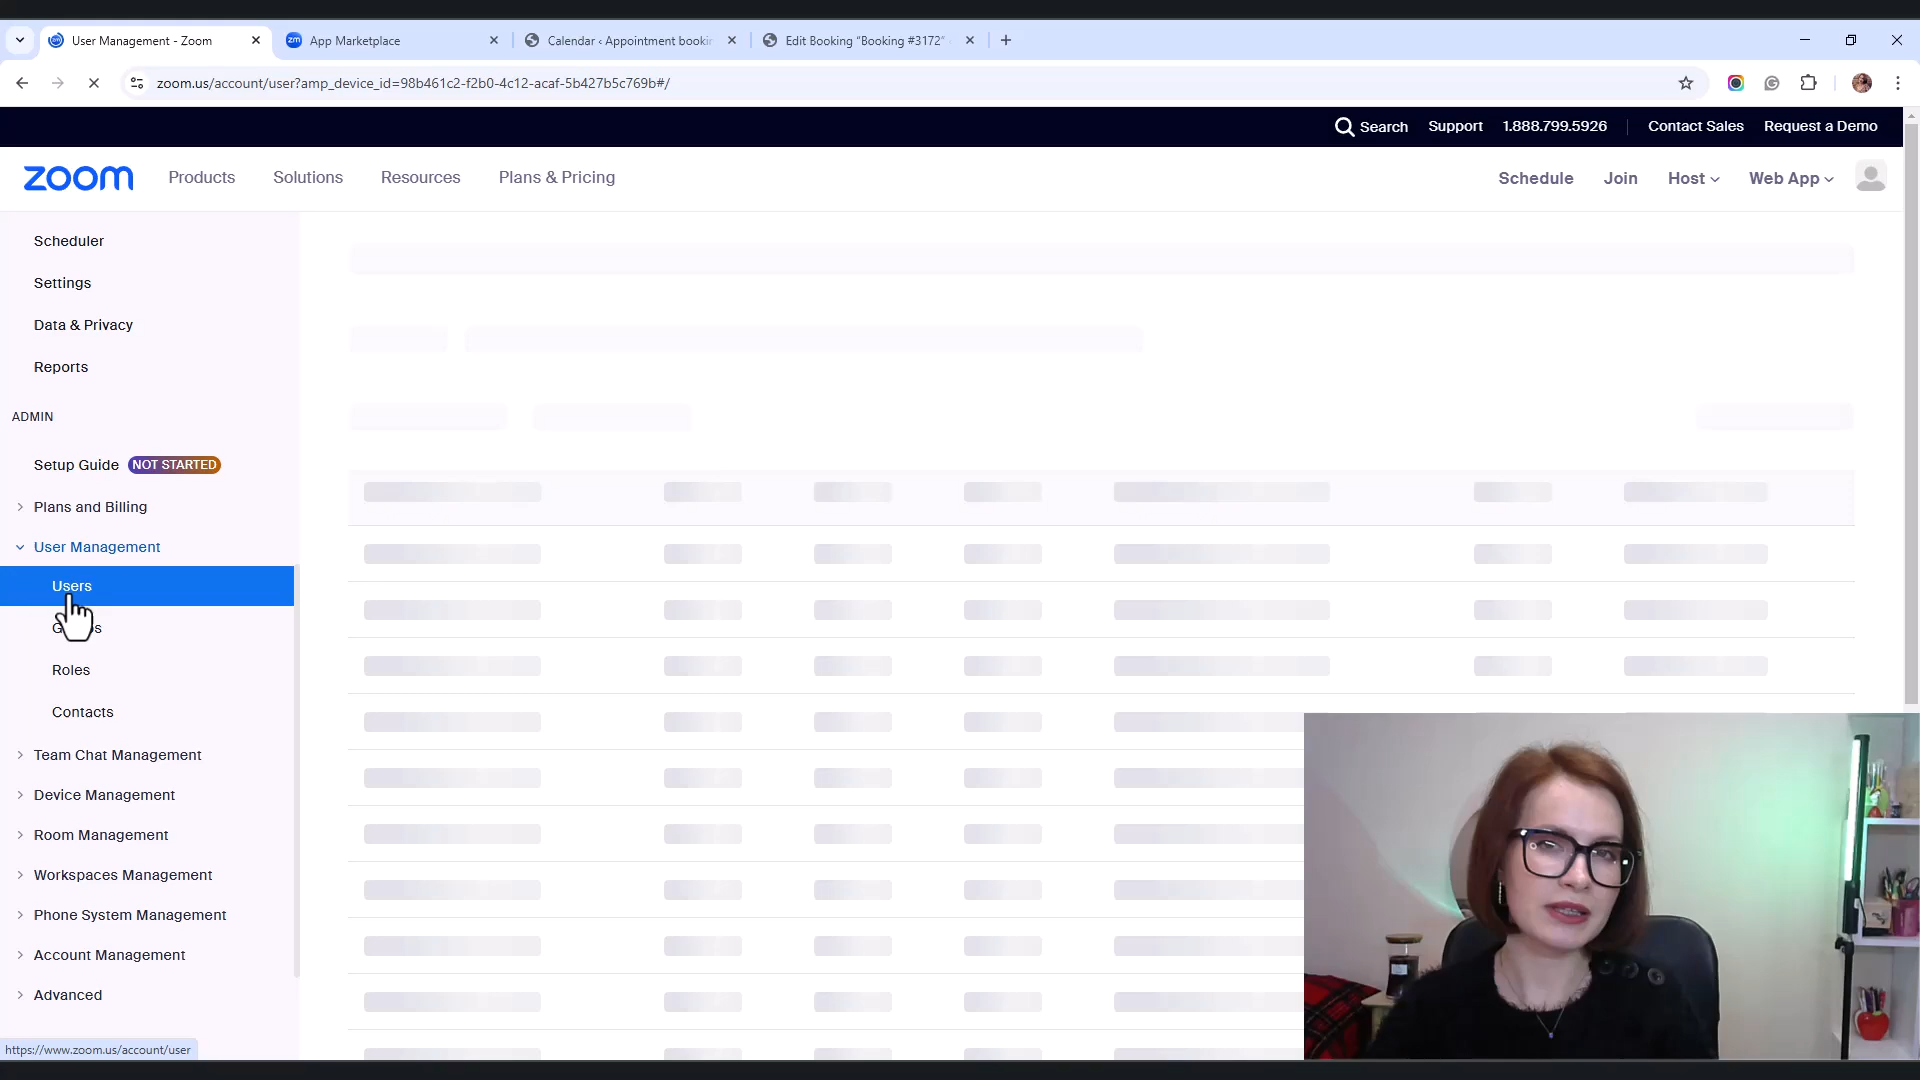 User Management - Zoom
App Marketplace
Calendar ‹ Appointment bookin
Edit Booking “Booking #3172”
zoom.us/account/user?amp_device_id=98b461c2-f2b0-4c12-acaf-5b427b5c769b#/
Search
Support
1.888.799.5926
Contact Sales
Request a Demo
zoom
Products
Solutions
Resources
Plans & Pricing
Schedule
Join
Host
Web App
Scheduler
Settings
Data & Privacy
Reports
ADMIN
Setup Guide NOT STARTED
Plans and Billing
User Management
Users
Roles
Contacts
Team Chat Management
Device Management
Room Management
Workspaces Management
Phone System Management
Account Management
Advanced
https://www.zoom.us/account/user